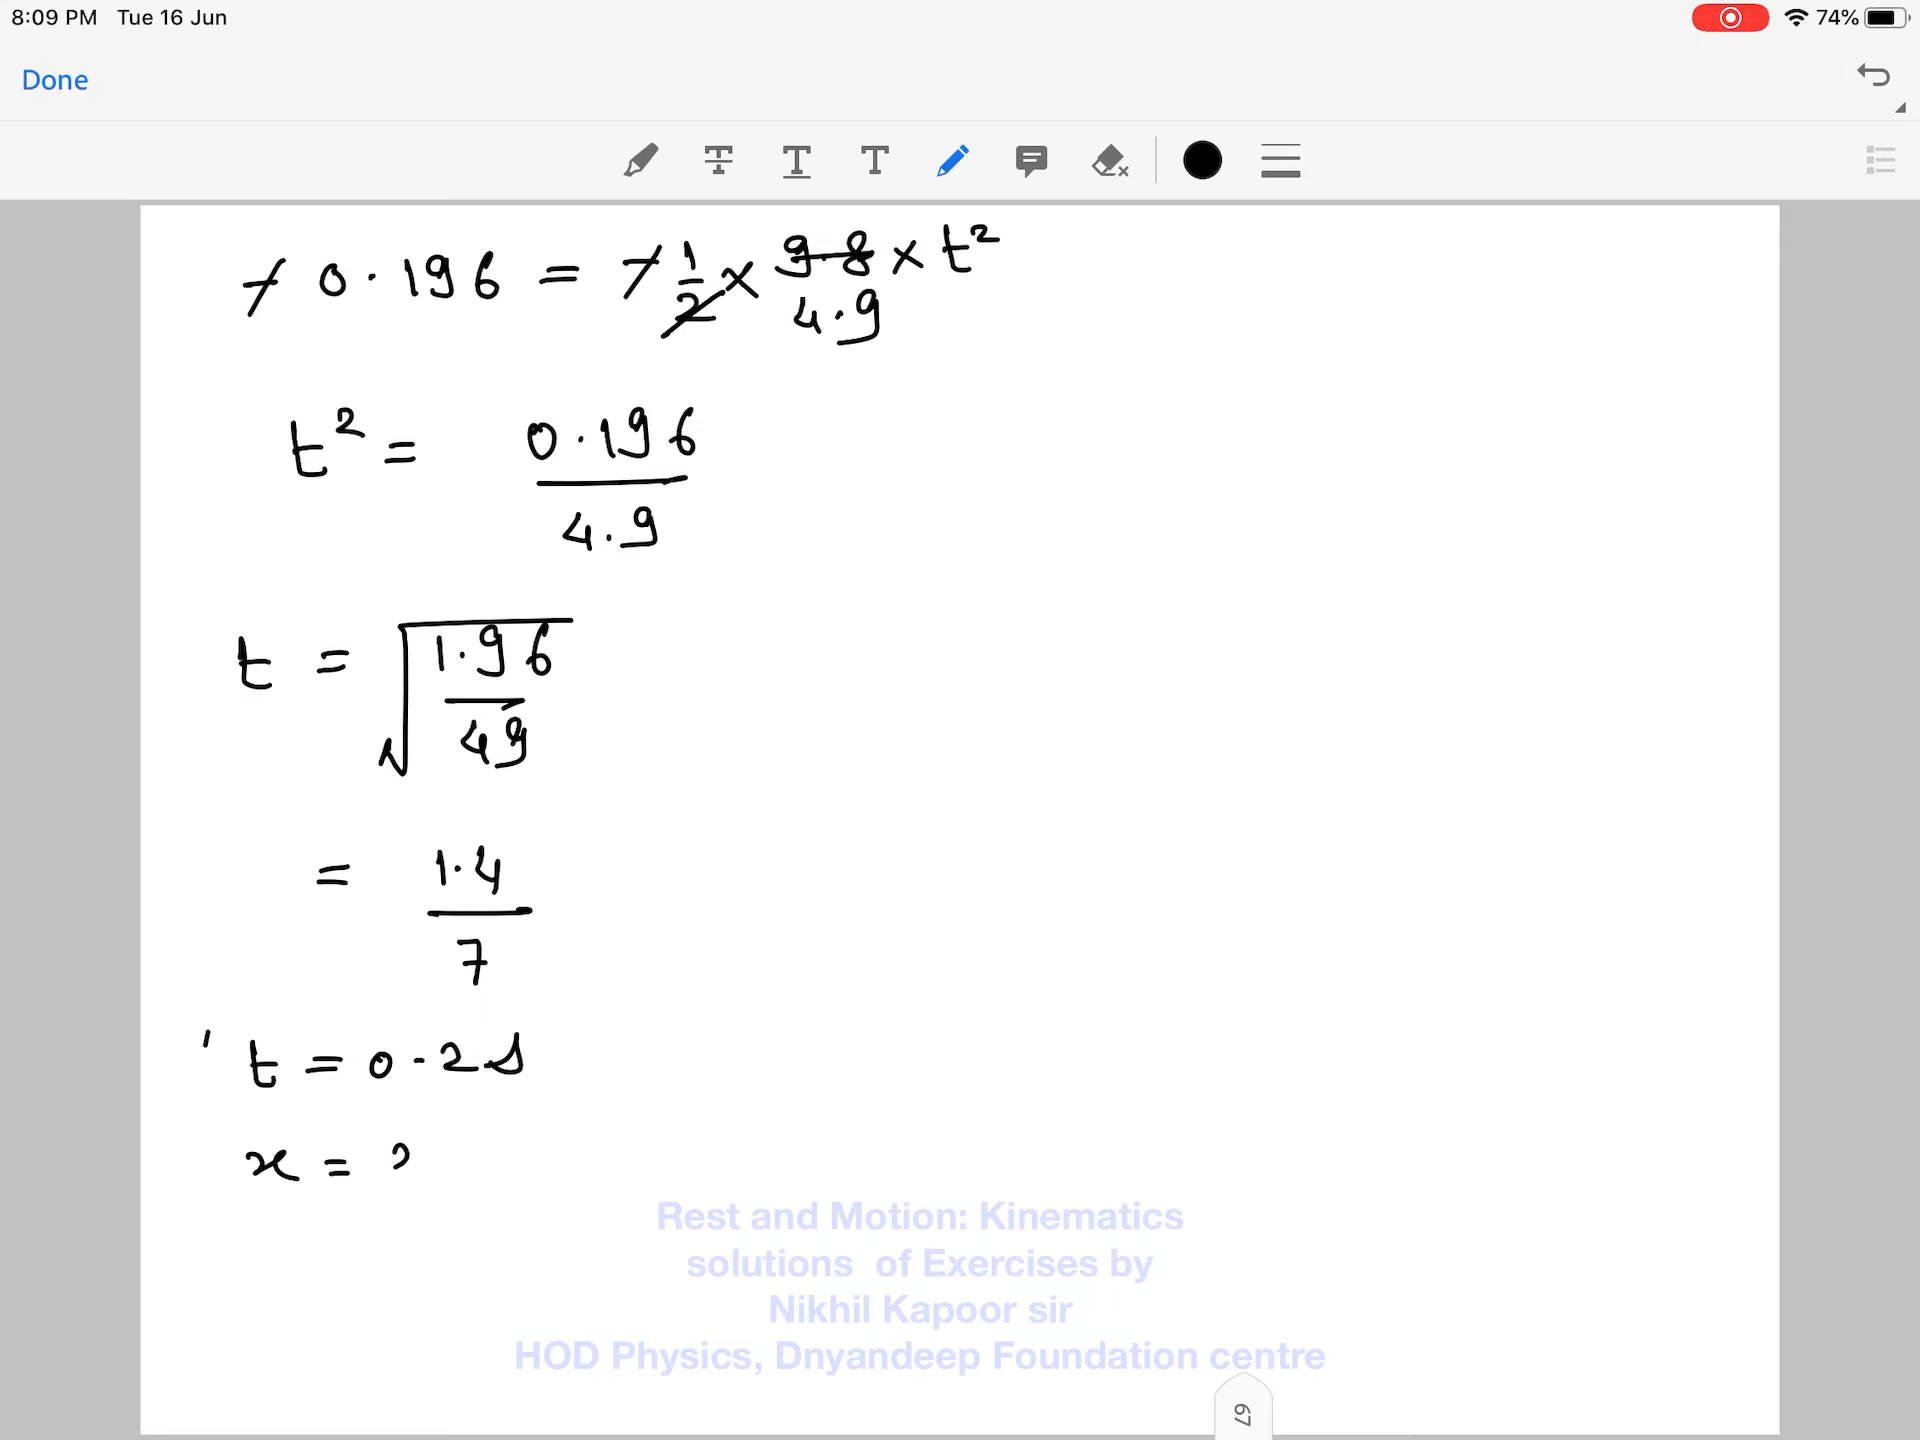 8:09 PM Tue 16 Jun 74%
Done
T T T
- 0.196 = - 1/2 × 9.8 × t²
4.9
t² = 0.196 / 4.9
t = √(1.96 / 49)
= 1.4 / 7
' t = 0.2 s
x = ?
Rest and Motion: Kinematics
solutions of Exercises by
Nikhil Kapoor sir
HOD Physics, Dnyandeep Foundation centre
67